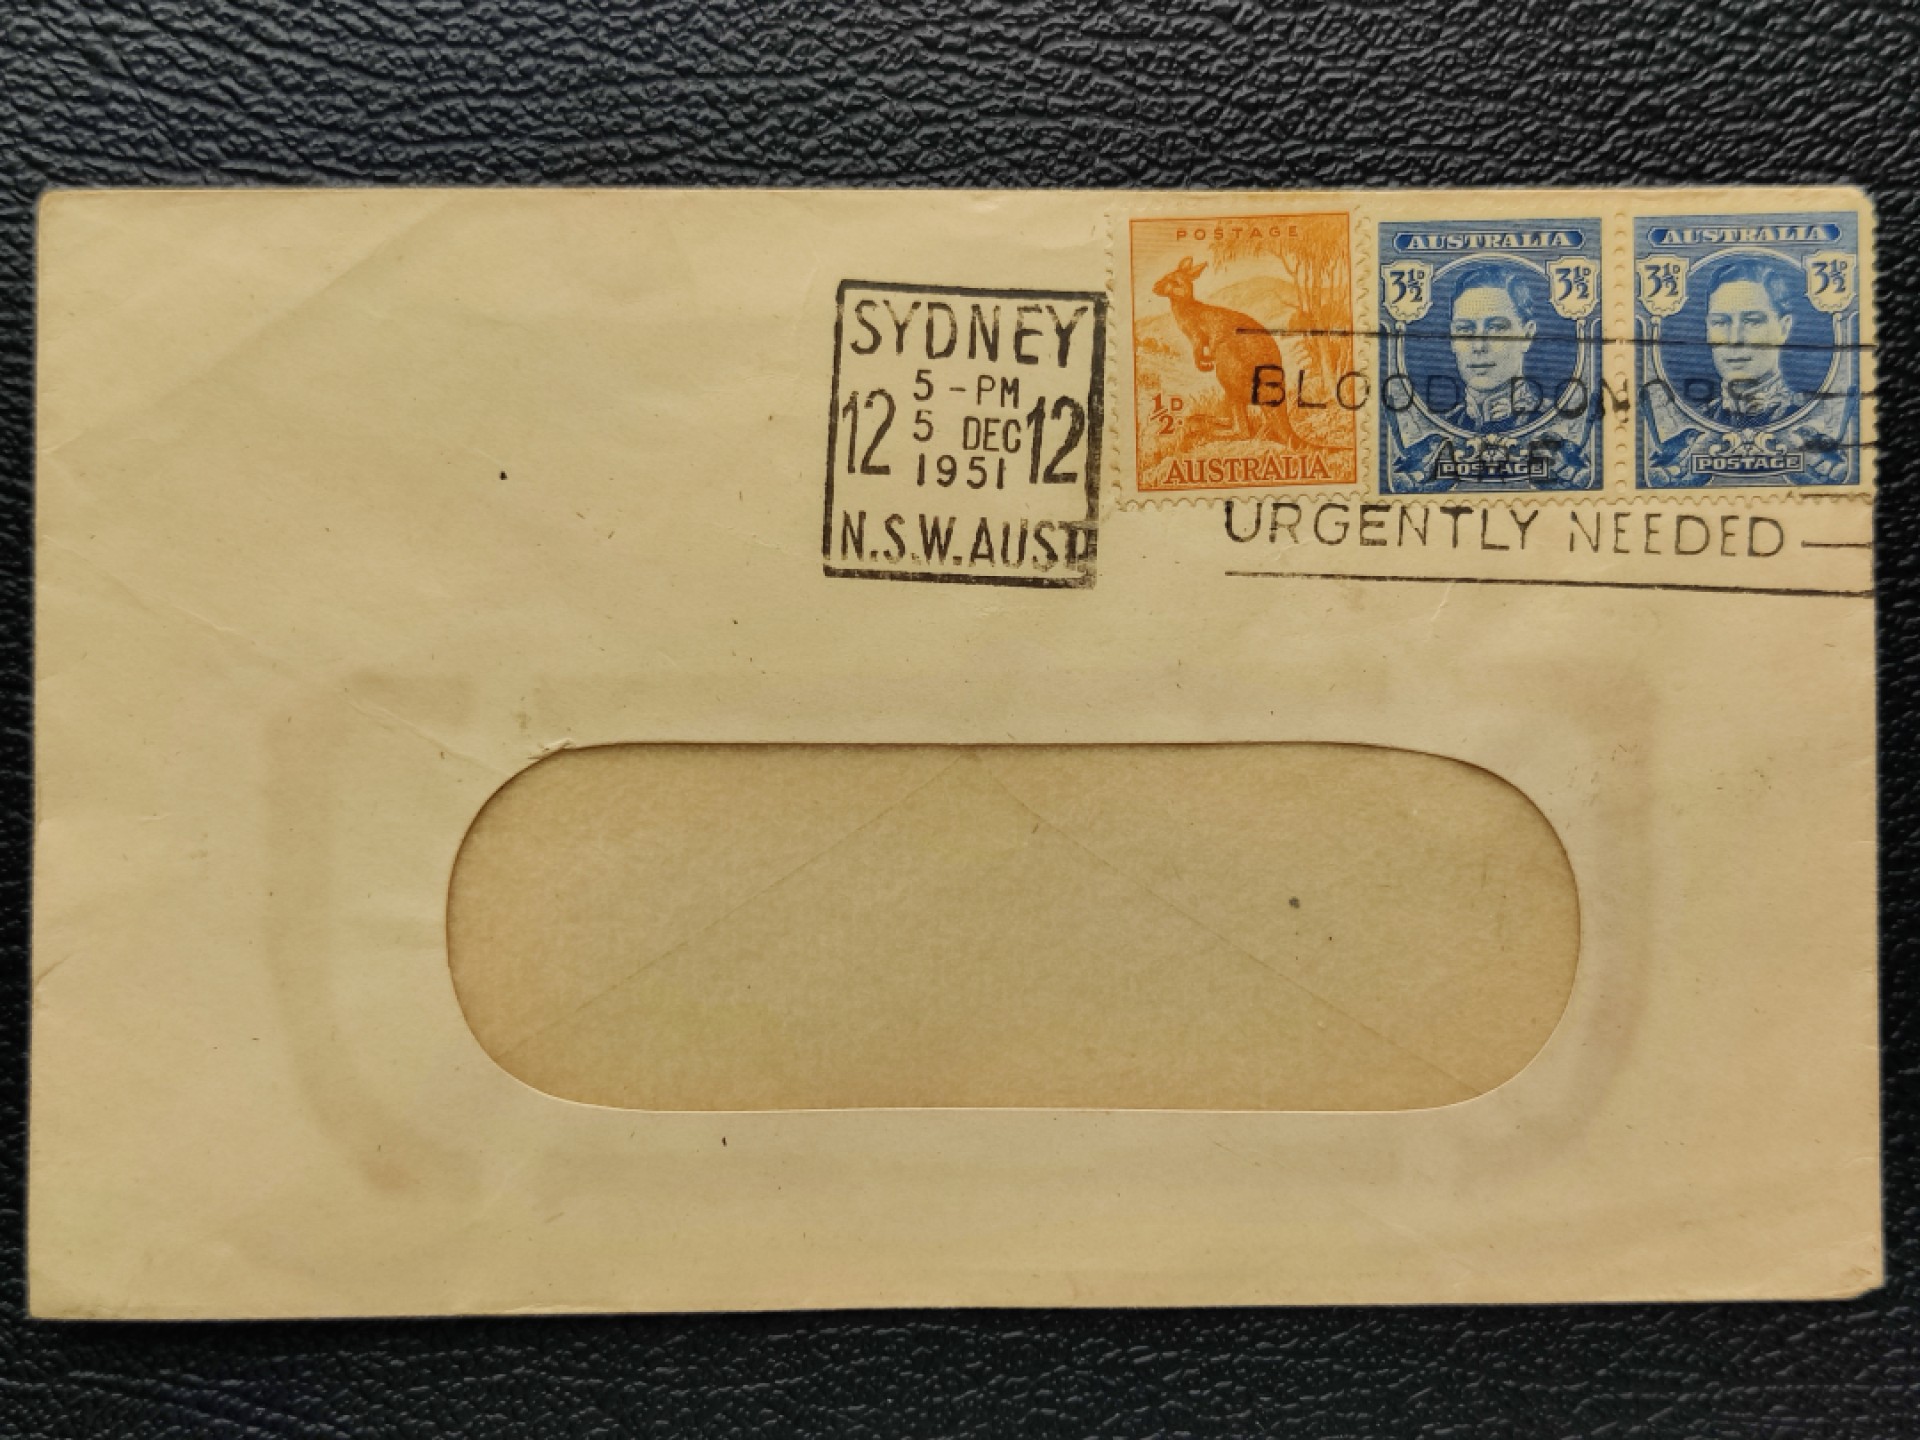 SYDNEY
5 - PM
12 5 DEC 12
1951
N.S.W. AUST
POSTAGE
½D.
AUSTRALIA
AUSTRALIA
3½D 3½D
POSTAGE
AUSTRALIA
3½D 3½D
POSTAGE
BLOOD DONORS
ARE
URGENTLY NEEDED